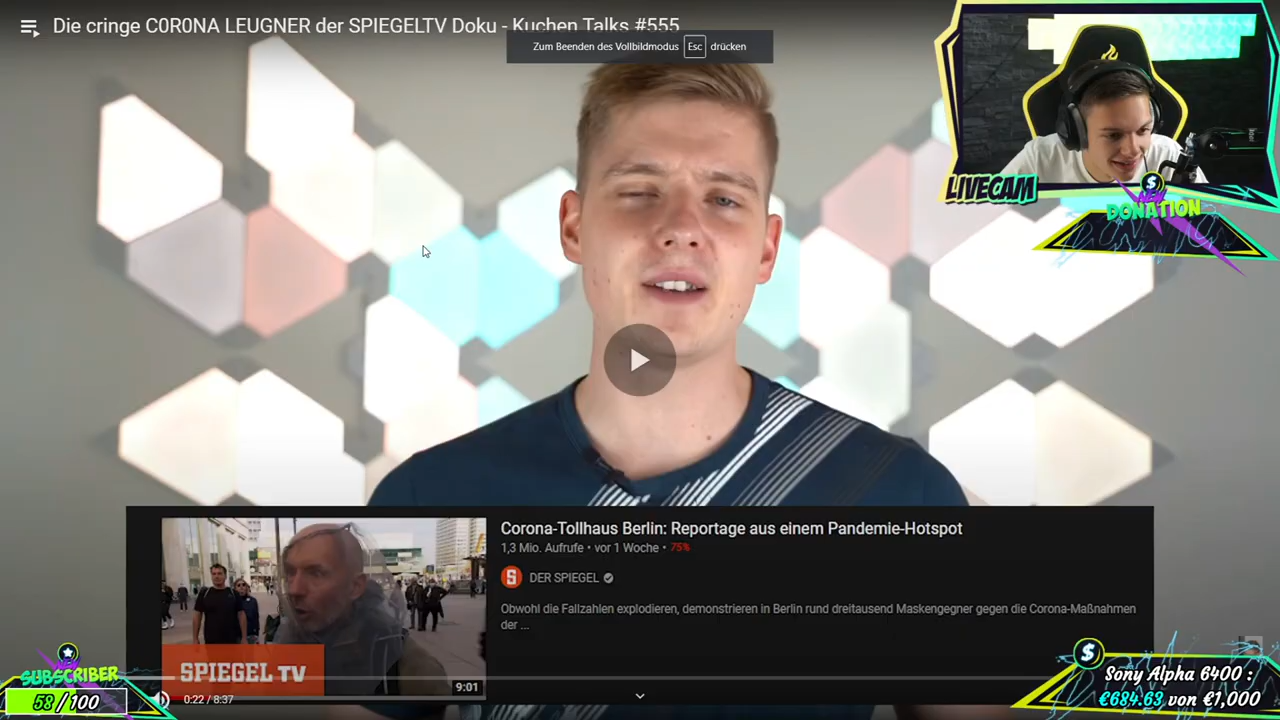 Die cringe C0R0NA LEUGNER der SPIEGELTV Doku - Kuchen Talks #555
Zum Beenden des Vollbildmodus Esc drücken
LIVECAM
NEW
DONATION
Corona-Tollhaus Berlin: Reportage aus einem Pandemie-Hotspot
1,3 Mio. Aufrufe • vor 1 Woche • 75%
S DER SPIEGEL
Obwohl die Fallzahlen explodieren, demonstrieren in Berlin rund dreitausend Maskengegner gegen die Corona-Maßnahmen
der ...
SPIEGEL TV
9:01
0:22 / 8:37
NEW
SUBSCRIBER
58 / 100
$
Sony Alpha 6400 :
€684.63 von €1,000